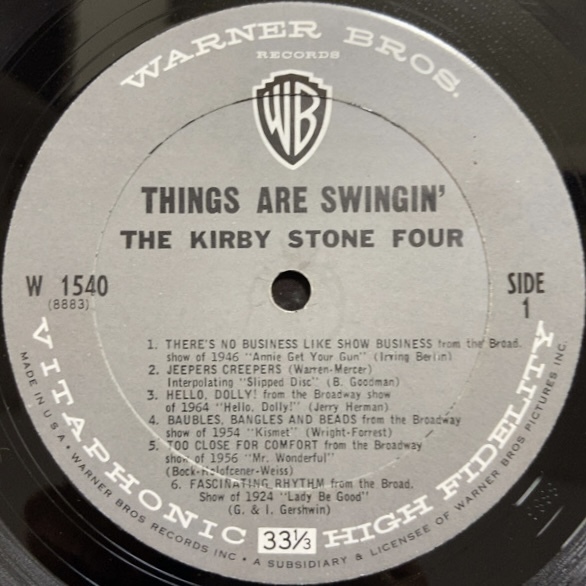 WARNER BROS.
RECORDS
WB
THINGS ARE SWINGIN'
THE KIRBY STONE FOUR
W 1540
(8883)
SIDE
1
1. THERE'S NO BUSINESS LIKE SHOW BUSINESS from the Broad.
show of 1946 "Annie Get Your Gun" (Irving Berlin)
2. JEEPERS CREEPERS (Warren-Mercer)
Interpolating "Slipped Disc" (B. Goodman)
3. HELLO, DOLLY! from the Broadway show
of 1964 "Hello, Dolly!" (Jerry Herman)
4. BAUBLES, BANGLES AND BEADS from the Broadway
show of 1954 "Kismet" (Wright-Forrest)
5. TOO CLOSE FOR COMFORT from the Broadway
show of 1956 "Mr. Wonderful"
(Bock-Holofcener-Weiss)
6. FASCINATING RHYTHM from the Broad.
Show of 1924 "Lady Be Good"
(G. & I. Gershwin)
VITAPHONIC 33⅓ HIGH FIDELITY
MADE IN U.S.A. • WARNER BROS RECORDS INC • A SUBSIDIARY & LICENSEE OF WARNER BROS PICTURES INC.